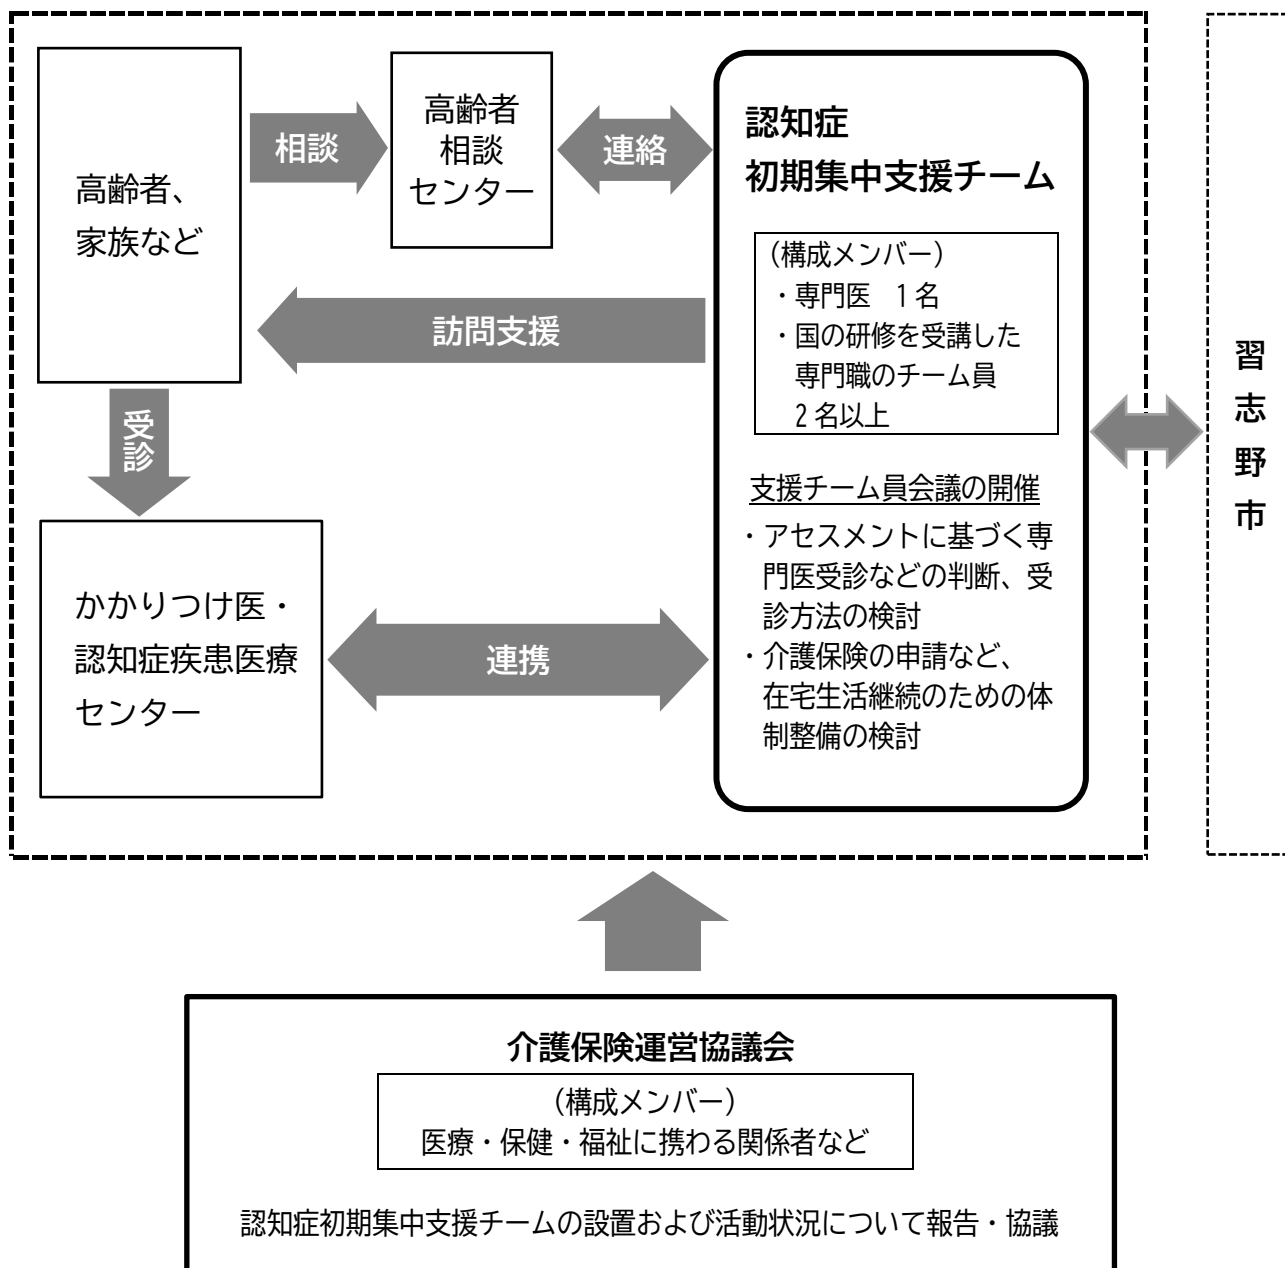 高齢者、
家族など
相談
高齢者
相談
センター
連絡
認知症
初期集中支援チーム
（構成メンバー）
・専門医　1名
・国の研修を受講した
専門職のチーム員
2名以上
訪問支援
受診
支援チーム員会議の開催
・アセスメントに基づく専
門医受診などの判断、受
診方法の検討
・介護保険の申請など、
在宅生活継続のための体
制整備の検討
かかりつけ医・
認知症疾患医療
センター
連携
習志野市
介護保険運営協議会
（構成メンバー）
医療・保健・福祉に携わる関係者など
認知症初期集中支援チームの設置および活動状況について報告・協議